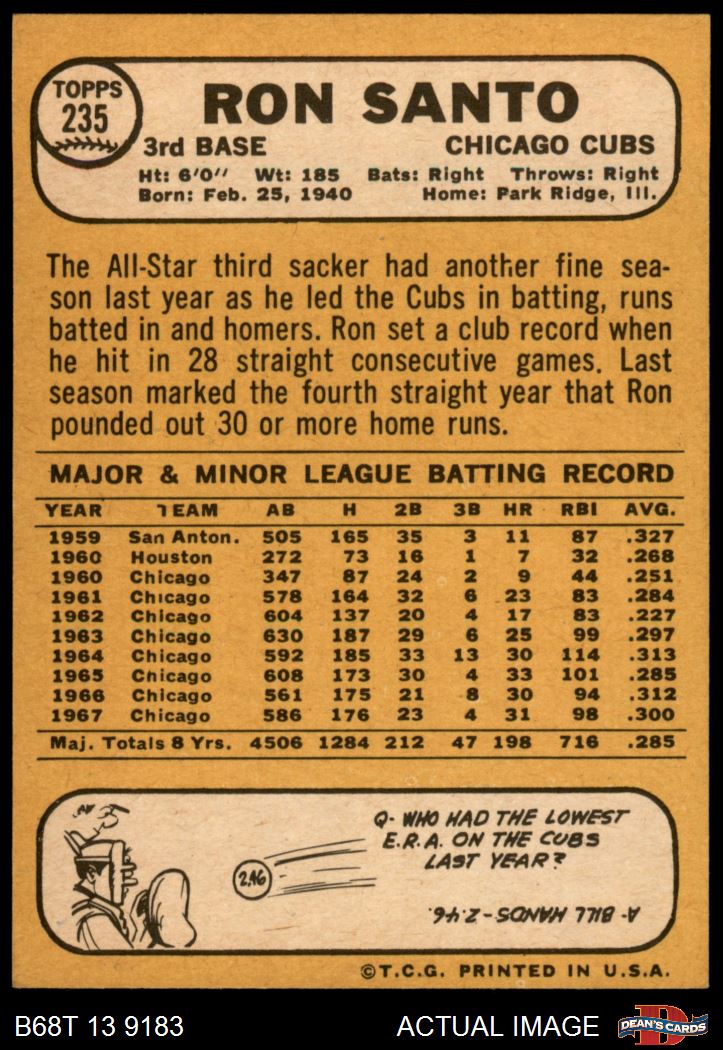 TOPPS
235
RON SANTO
3rd BASE CHICAGO CUBS
Ht: 6'0" Wt: 185 Bats: Right Throws: Right
Born: Feb. 25, 1940 Home: Park Ridge, Ill.
The All-Star third sacker had another fine sea-
son last year as he led the Cubs in batting, runs
batted in and homers. Ron set a club record when
he hit in 28 straight consecutive games. Last
season marked the fourth straight year that Ron
pounded out 30 or more home runs.
MAJOR & MINOR LEAGUE BATTING RECORD
YEAR TEAM AB H 2B 3B HR RBI AVG.
1959 San Anton. 505 165 35 3 11 87 .327
1960 Houston 272 73 16 1 7 32 .268
1960 Chicago 347 87 24 2 9 44 .251
1961 Chicago 578 164 32 6 23 83 .284
1962 Chicago 604 137 20 4 17 83 .227
1963 Chicago 630 187 29 6 25 99 .297
1964 Chicago 592 185 33 13 30 114 .313
1965 Chicago 608 173 30 4 33 101 .285
1966 Chicago 561 175 21 8 30 94 .312
1967 Chicago 586 176 23 4 31 98 .300
Maj. Totals 8 Yrs. 4506 1284 212 47 198 716 .285
Q- WHO HAD THE LOWEST
E.R.A. ON THE CUBS
LAST YEAR?
2.46
A- BILL HANDS-2.46.
©T.C.G. PRINTED IN U.S.A.
B68T 13 9183 ACTUAL IMAGE DEAN'S CARDS